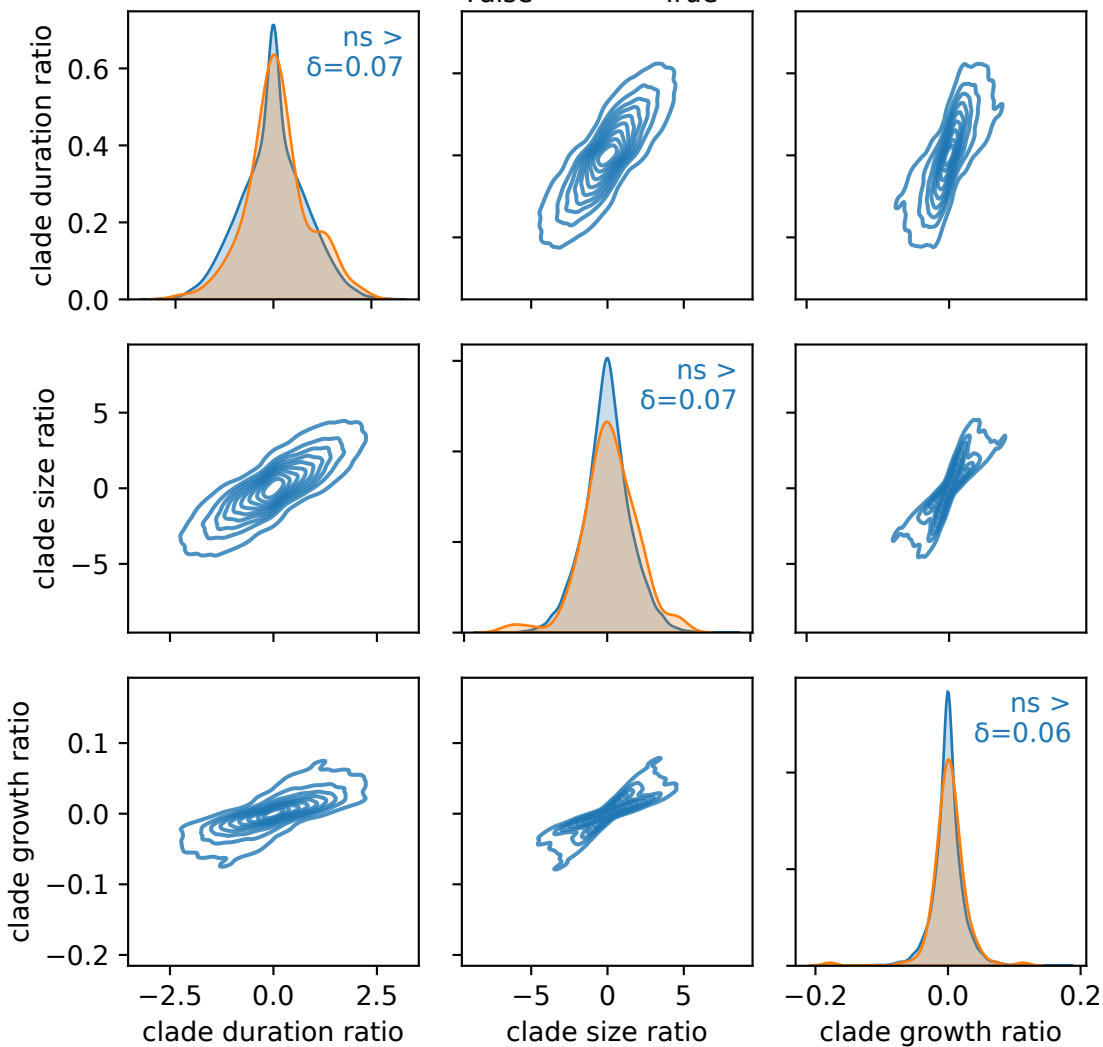 True
ns >
δ=0.07
clade duration ratio
0.6
0.4
0.2
0.0
ns >
δ=0.07
clade size ratio
5
0
−5
ns >
δ=0.06
clade growth ratio
0.1
0.0
−0.1
−0.2
−2.5 0.0 2.5
−5 0 5
−0.2 0.0 0.2
clade duration ratio
clade size ratio
clade growth ratio